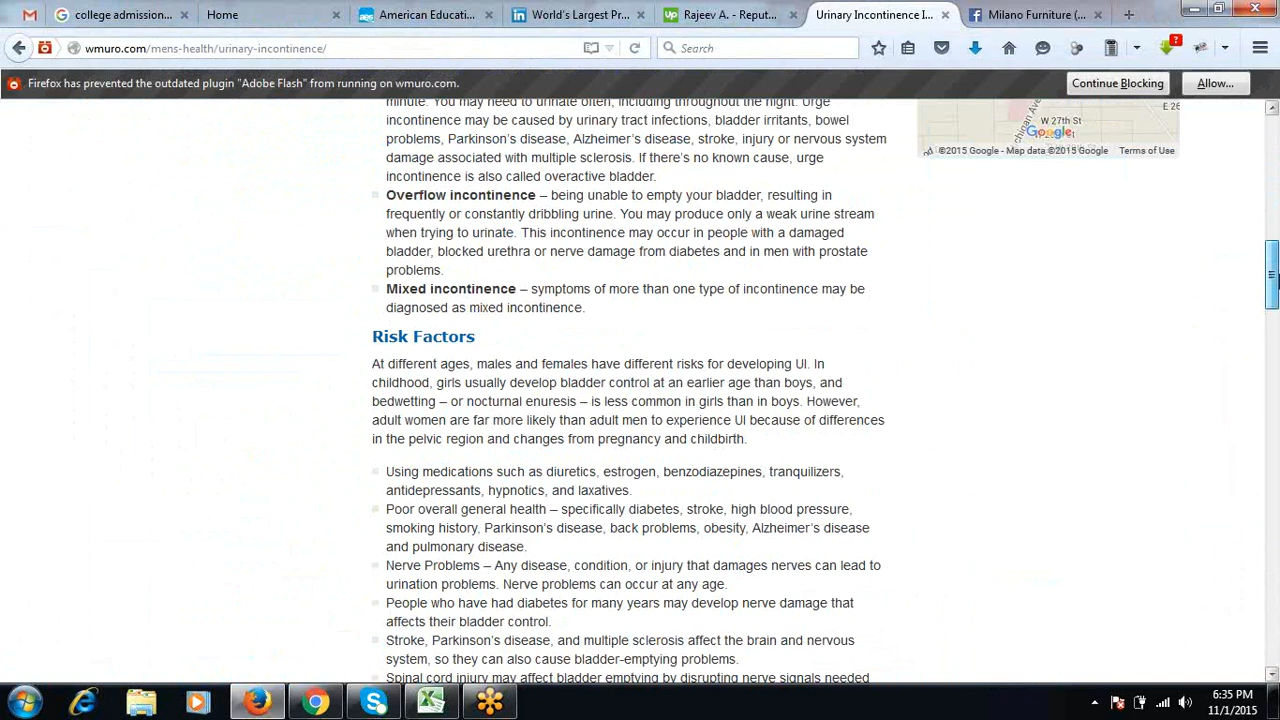 college admission...
Home
American Educati...
World's Largest Pr...
Rajeev A. - Reput...
Urinary Incontinence I...
Milano Furniture (...
wmuro.com/mens-health/urinary-incontinence/
Search
?
Firefox has prevented the outdated plugin "Adobe Flash" from running on wmuro.com.
Continue Blocking
Allow...
minute. You may need to urinate often, including throughout the night. Urge
incontinence may be caused by urinary tract infections, bladder irritants, bowel
problems, Parkinson's disease, Alzheimer's disease, stroke, injury or nervous system
damage associated with multiple sclerosis. If there's no known cause, urge
incontinence is also called overactive bladder.
Overflow incontinence – being unable to empty your bladder, resulting in
frequently or constantly dribbling urine. You may produce only a weak urine stream
when trying to urinate. This incontinence may occur in people with a damaged
bladder, blocked urethra or nerve damage from diabetes and in men with prostate
problems.
Mixed incontinence – symptoms of more than one type of incontinence may be
diagnosed as mixed incontinence.
E 26
W 27th St
Google
©2015 Google - Map data ©2015 Google Terms of Use
Risk Factors
At different ages, males and females have different risks for developing UI. In
childhood, girls usually develop bladder control at an earlier age than boys, and
bedwetting – or nocturnal enuresis – is less common in girls than in boys. However,
adult women are far more likely than adult men to experience UI because of differences
in the pelvic region and changes from pregnancy and childbirth.
Using medications such as diuretics, estrogen, benzodiazepines, tranquilizers,
antidepressants, hypnotics, and laxatives.
Poor overall general health – specifically diabetes, stroke, high blood pressure,
smoking history, Parkinson's disease, back problems, obesity, Alzheimer's disease
and pulmonary disease.
Nerve Problems – Any disease, condition, or injury that damages nerves can lead to
urination problems. Nerve problems can occur at any age.
People who have had diabetes for many years may develop nerve damage that
affects their bladder control.
Stroke, Parkinson's disease, and multiple sclerosis affect the brain and nervous
system, so they can also cause bladder-emptying problems.
Spinal cord injury may affect bladder emptying by disrupting nerve signals needed
6:35 PM
11/1/2015